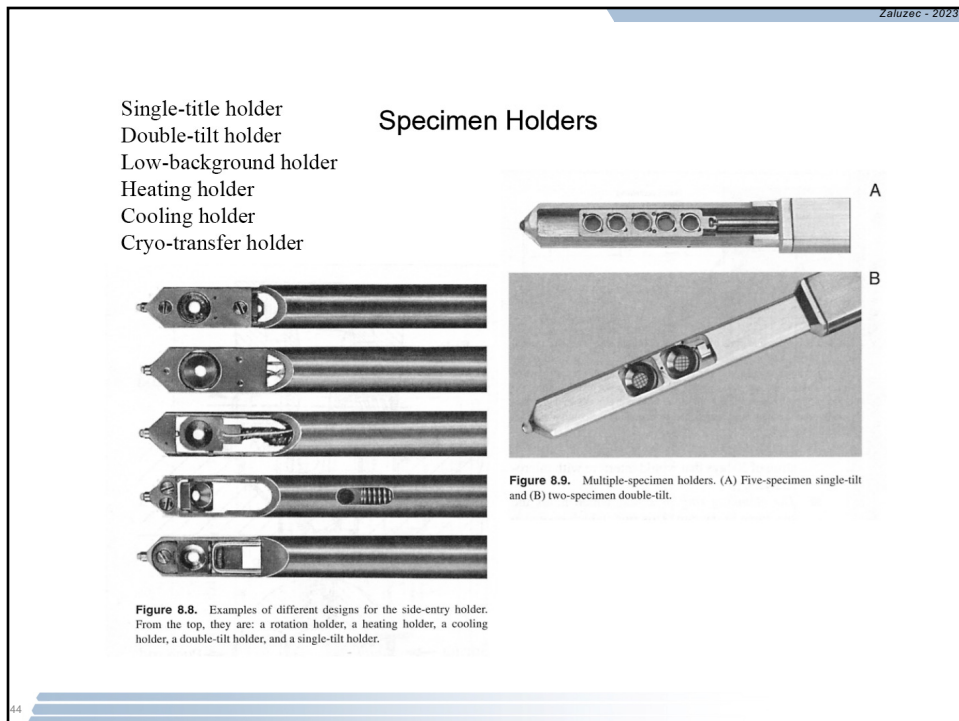 Zaluzec - 2023
Single-title holder
Double-tilt holder
Low-background holder
Heating holder
Cooling holder
Cryo-transfer holder
Specimen Holders
A
B
Figure 8.9. Multiple-specimen holders. (A) Five-specimen single-tilt
and (B) two-specimen double-tilt.
Figure 8.8. Examples of different designs for the side-entry holder.
From the top, they are: a rotation holder, a heating holder, a cooling
holder, a double-tilt holder, and a single-tilt holder.
44